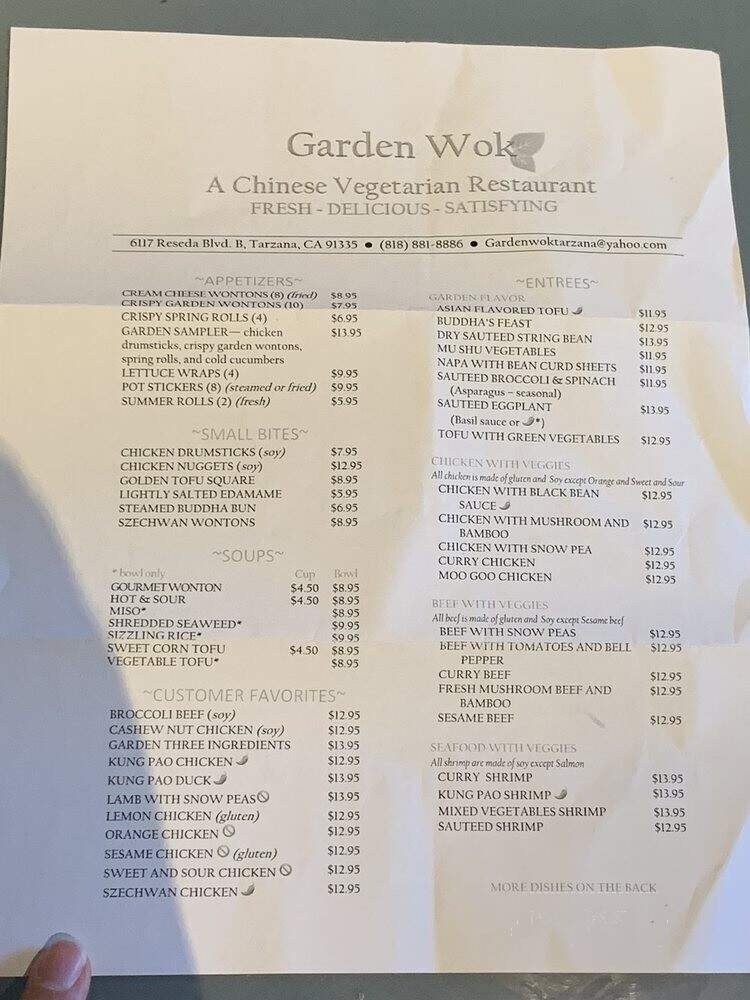 Garden Wok
A Chinese Vegetarian Restaurant
FRESH - DELICIOUS - SATISFYING
6117 Reseda Blvd. B, Tarzana, CA 91335 ● (818) 881-8886 ● Gardenwoktarzana@yahoo.com
~APPETIZERS~
CREAM CHEESE WONTONS (8) (fried) $8.95
CRISPY GARDEN WONTONS (10) $7.95
CRISPY SPRING ROLLS (4) $6.95
GARDEN SAMPLER— chicken $13.95
drumsticks, crispy garden wontons,
spring rolls, and cold cucumbers
LETTUCE WRAPS (4) $9.95
POT STICKERS (8) (steamed or fried) $9.95
SUMMER ROLLS (2) (fresh) $5.95
~SMALL BITES~
CHICKEN DRUMSTICKS (soy) $7.95
CHICKEN NUGGETS (soy) $12.95
GOLDEN TOFU SQUARE $8.95
LIGHTLY SALTED EDAMAME $5.95
STEAMED BUDDHA BUN $6.95
SZECHWAN WONTONS $8.95
~SOUPS~
* bowl only Cup Bowl
GOURMET WONTON $4.50 $8.95
HOT & SOUR $4.50 $8.95
MISO* $8.95
SHREDDED SEAWEED* $9.95
SIZZLING RICE* $9.95
SWEET CORN TOFU $4.50 $8.95
VEGETABLE TOFU* $8.95
~CUSTOMER FAVORITES~
BROCCOLI BEEF (soy) $12.95
CASHEW NUT CHICKEN (soy) $12.95
GARDEN THREE INGREDIENTS $13.95
KUNG PAO CHICKEN $12.95
KUNG PAO DUCK $13.95
LAMB WITH SNOW PEAS $13.95
LEMON CHICKEN (gluten) $12.95
ORANGE CHICKEN $12.95
SESAME CHICKEN (gluten) $12.95
SWEET AND SOUR CHICKEN $12.95
SZECHWAN CHICKEN $12.95
~ENTREES~
GARDEN FLAVOR
ASIAN FLAVORED TOFU $11.95
BUDDHA'S FEAST $12.95
DRY SAUTEED STRING BEAN $13.95
MU SHU VEGETABLES $11.95
NAPA WITH BEAN CURD SHEETS $11.95
SAUTEED BROCCOLI & SPINACH $11.95
(Asparagus – seasonal)
SAUTEED EGGPLANT $13.95
(Basil sauce or *)
TOFU WITH GREEN VEGETABLES $12.95
CHICKEN WITH VEGGIES
All chicken is made of gluten and Soy except Orange and Sweet and Sour
CHICKEN WITH BLACK BEAN $12.95
SAUCE
CHICKEN WITH MUSHROOM AND $12.95
BAMBOO
CHICKEN WITH SNOW PEA $12.95
CURRY CHICKEN $12.95
MOO GOO CHICKEN $12.95
BEEF WITH VEGGIES
All beef is made of gluten and Soy except Sesame beef
BEEF WITH SNOW PEAS $12.95
BEEF WITH TOMATOES AND BELL $12.95
PEPPER
CURRY BEEF $12.95
FRESH MUSHROOM BEEF AND $12.95
BAMBOO
SESAME BEEF $12.95
SEAFOOD WITH VEGGIES
All shrimp are made of soy except Salmon
CURRY SHRIMP $13.95
KUNG PAO SHRIMP $13.95
MIXED VEGETABLES SHRIMP $13.95
SAUTEED SHRIMP $12.95
MORE DISHES ON THE BACK